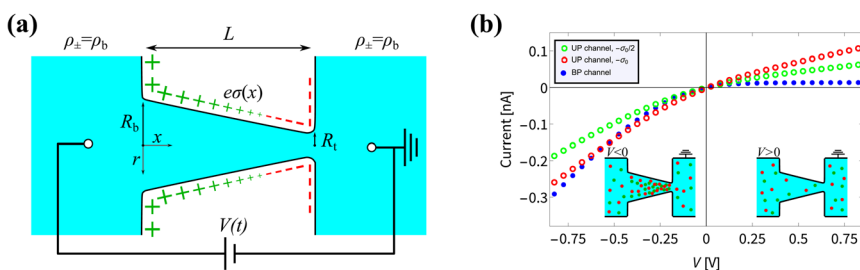 (a)
ρ±=ρb
L
ρ±=ρb
eσ(x)
Rb
x
Rt
r
V(t)
(b)
UP channel, −σ0/2
UP channel, −σ0
BP channel
Current [nA]
0.1
0
-0.1
-0.2
-0.3
V<0
V>0
-0.75
-0.5
-0.25
0
0.25
0.5
0.75
V [V]